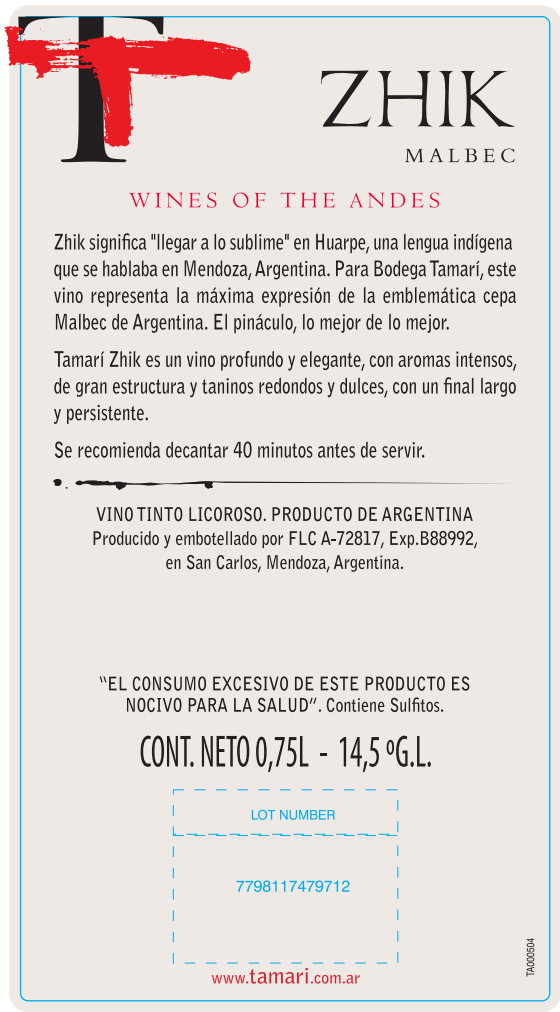 T
ZHIK
MALBEC
WINES OF THE ANDES
Zhik significa "llegar a lo sublime" en Huarpe, una lengua indígena
que se hablaba en Mendoza, Argentina. Para Bodega Tamarí, este
vino representa la máxima expresión de la emblemática cepa
Malbec de Argentina. El pináculo, lo mejor de lo mejor.
Tamarí Zhik es un vino profundo y elegante, con aromas intensos,
de gran estructura y taninos redondos y dulces, con un final largo
y persistente.
Se recomienda decantar 40 minutos antes de servir.
VINO TINTO LICOROSO. PRODUCTO DE ARGENTINA
Producido y embotellado por FLC A-72817, Exp.B88992,
en San Carlos, Mendoza, Argentina.
“EL CONSUMO EXCESIVO DE ESTE PRODUCTO ES
NOCIVO PARA LA SALUD”. Contiene Sulfitos.
CONT. NETO 0,75L - 14,5 ºG.L.
LOT NUMBER
7798117479712
www.tamari.com.ar
TA000504